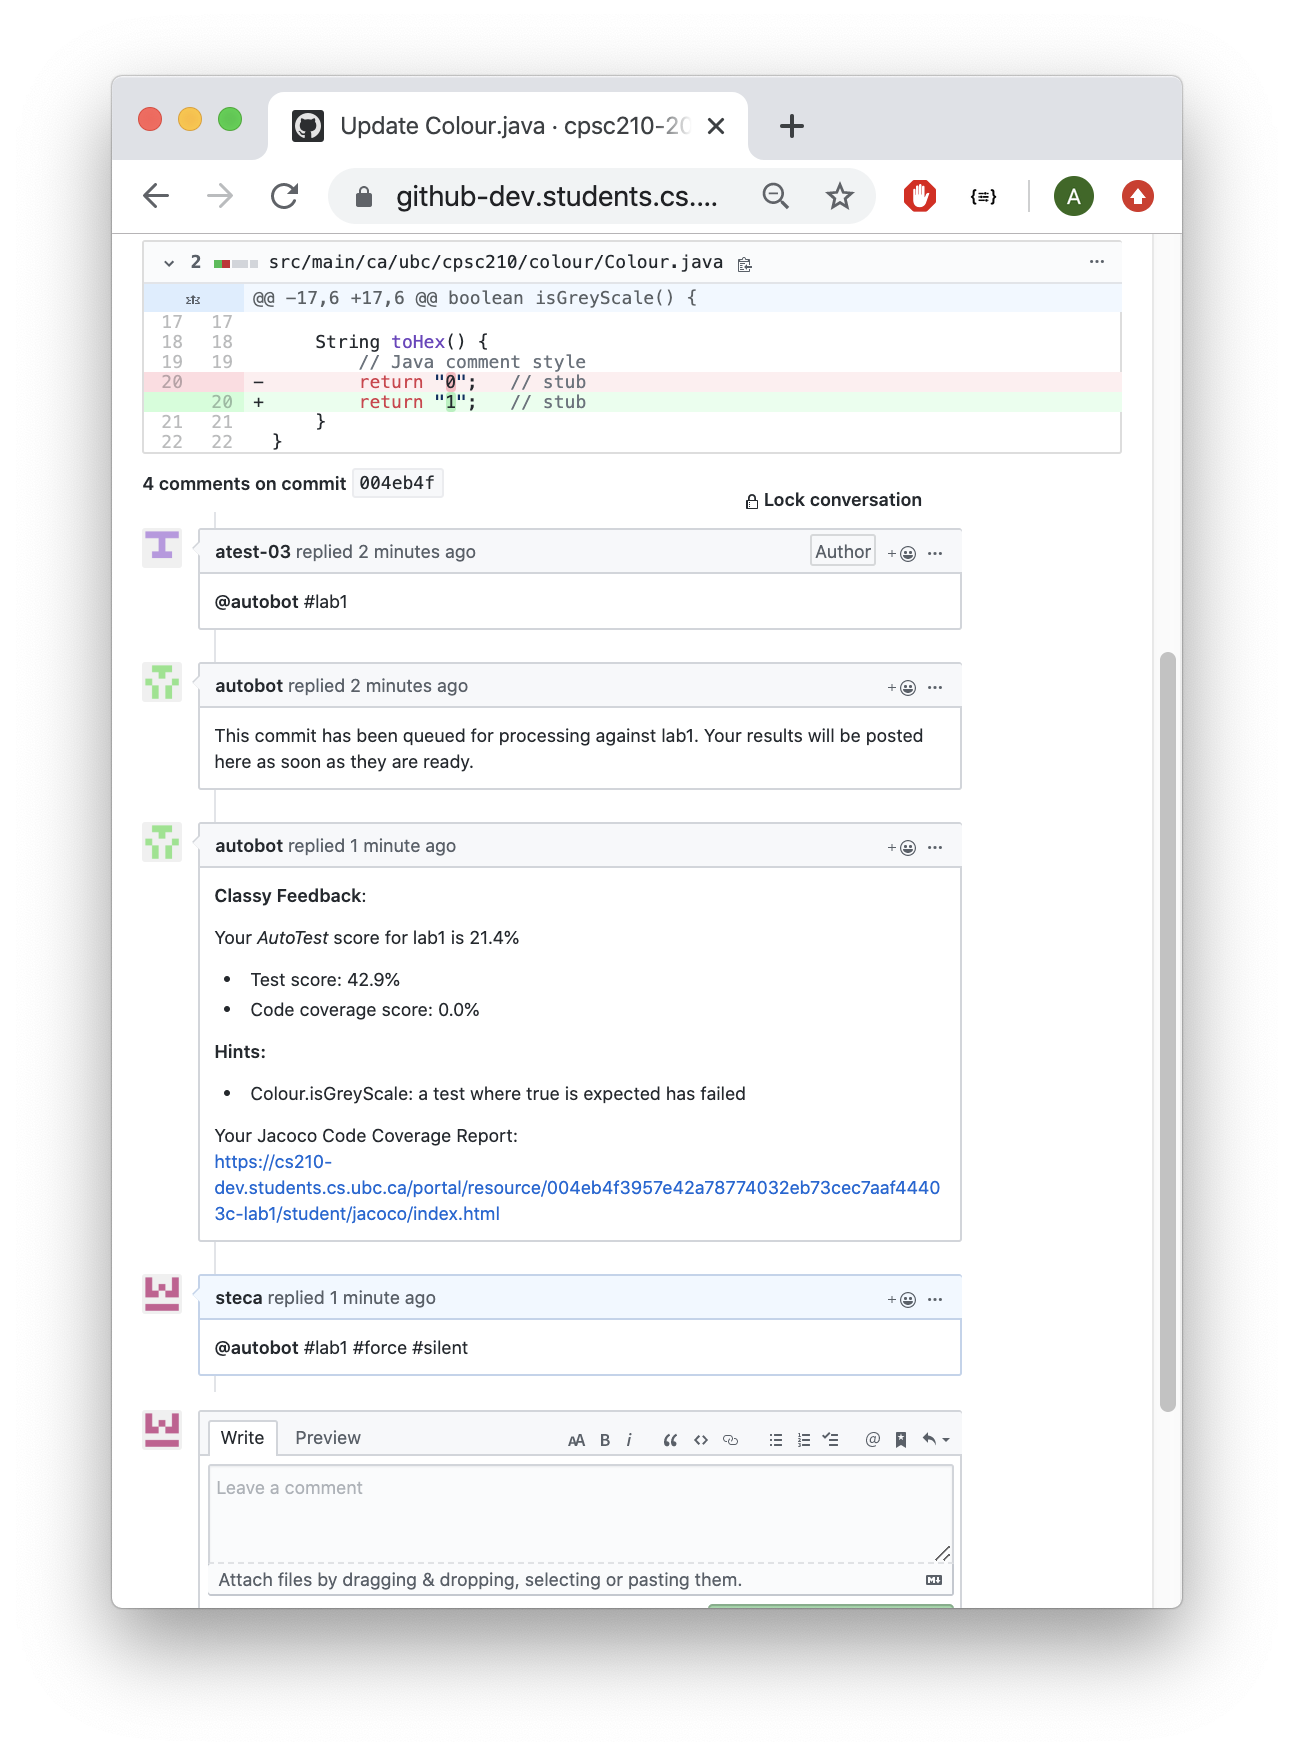 Update Colour.java · cpsc210-20
github-dev.students.cs....
A
2 src/main/ca/ubc/cpsc210/colour/Colour.java
@@ -17,6 +17,6 @@ boolean isGreyScale() {
17 17
18 18 String toHex() {
19 19 // Java comment style
20 - return "0"; // stub
20 + return "1"; // stub
21 21 }
22 22 }
4 comments on commit 004eb4f
Lock conversation
atest-03 replied 2 minutes ago Author
@autobot #lab1
autobot replied 2 minutes ago
This commit has been queued for processing against lab1. Your results will be posted
here as soon as they are ready.
autobot replied 1 minute ago
Classy Feedback:
Your AutoTest score for lab1 is 21.4%
• Test score: 42.9%
• Code coverage score: 0.0%
Hints:
• Colour.isGreyScale: a test where true is expected has failed
Your Jacoco Code Coverage Report:
https://cs210-
dev.students.cs.ubc.ca/portal/resource/004eb4f3957e42a78774032eb73cec7aaf4440
3c-lab1/student/jacoco/index.html
steca replied 1 minute ago
@autobot #lab1 #force #silent
Write Preview
Leave a comment
Attach files by dragging & dropping, selecting or pasting them.